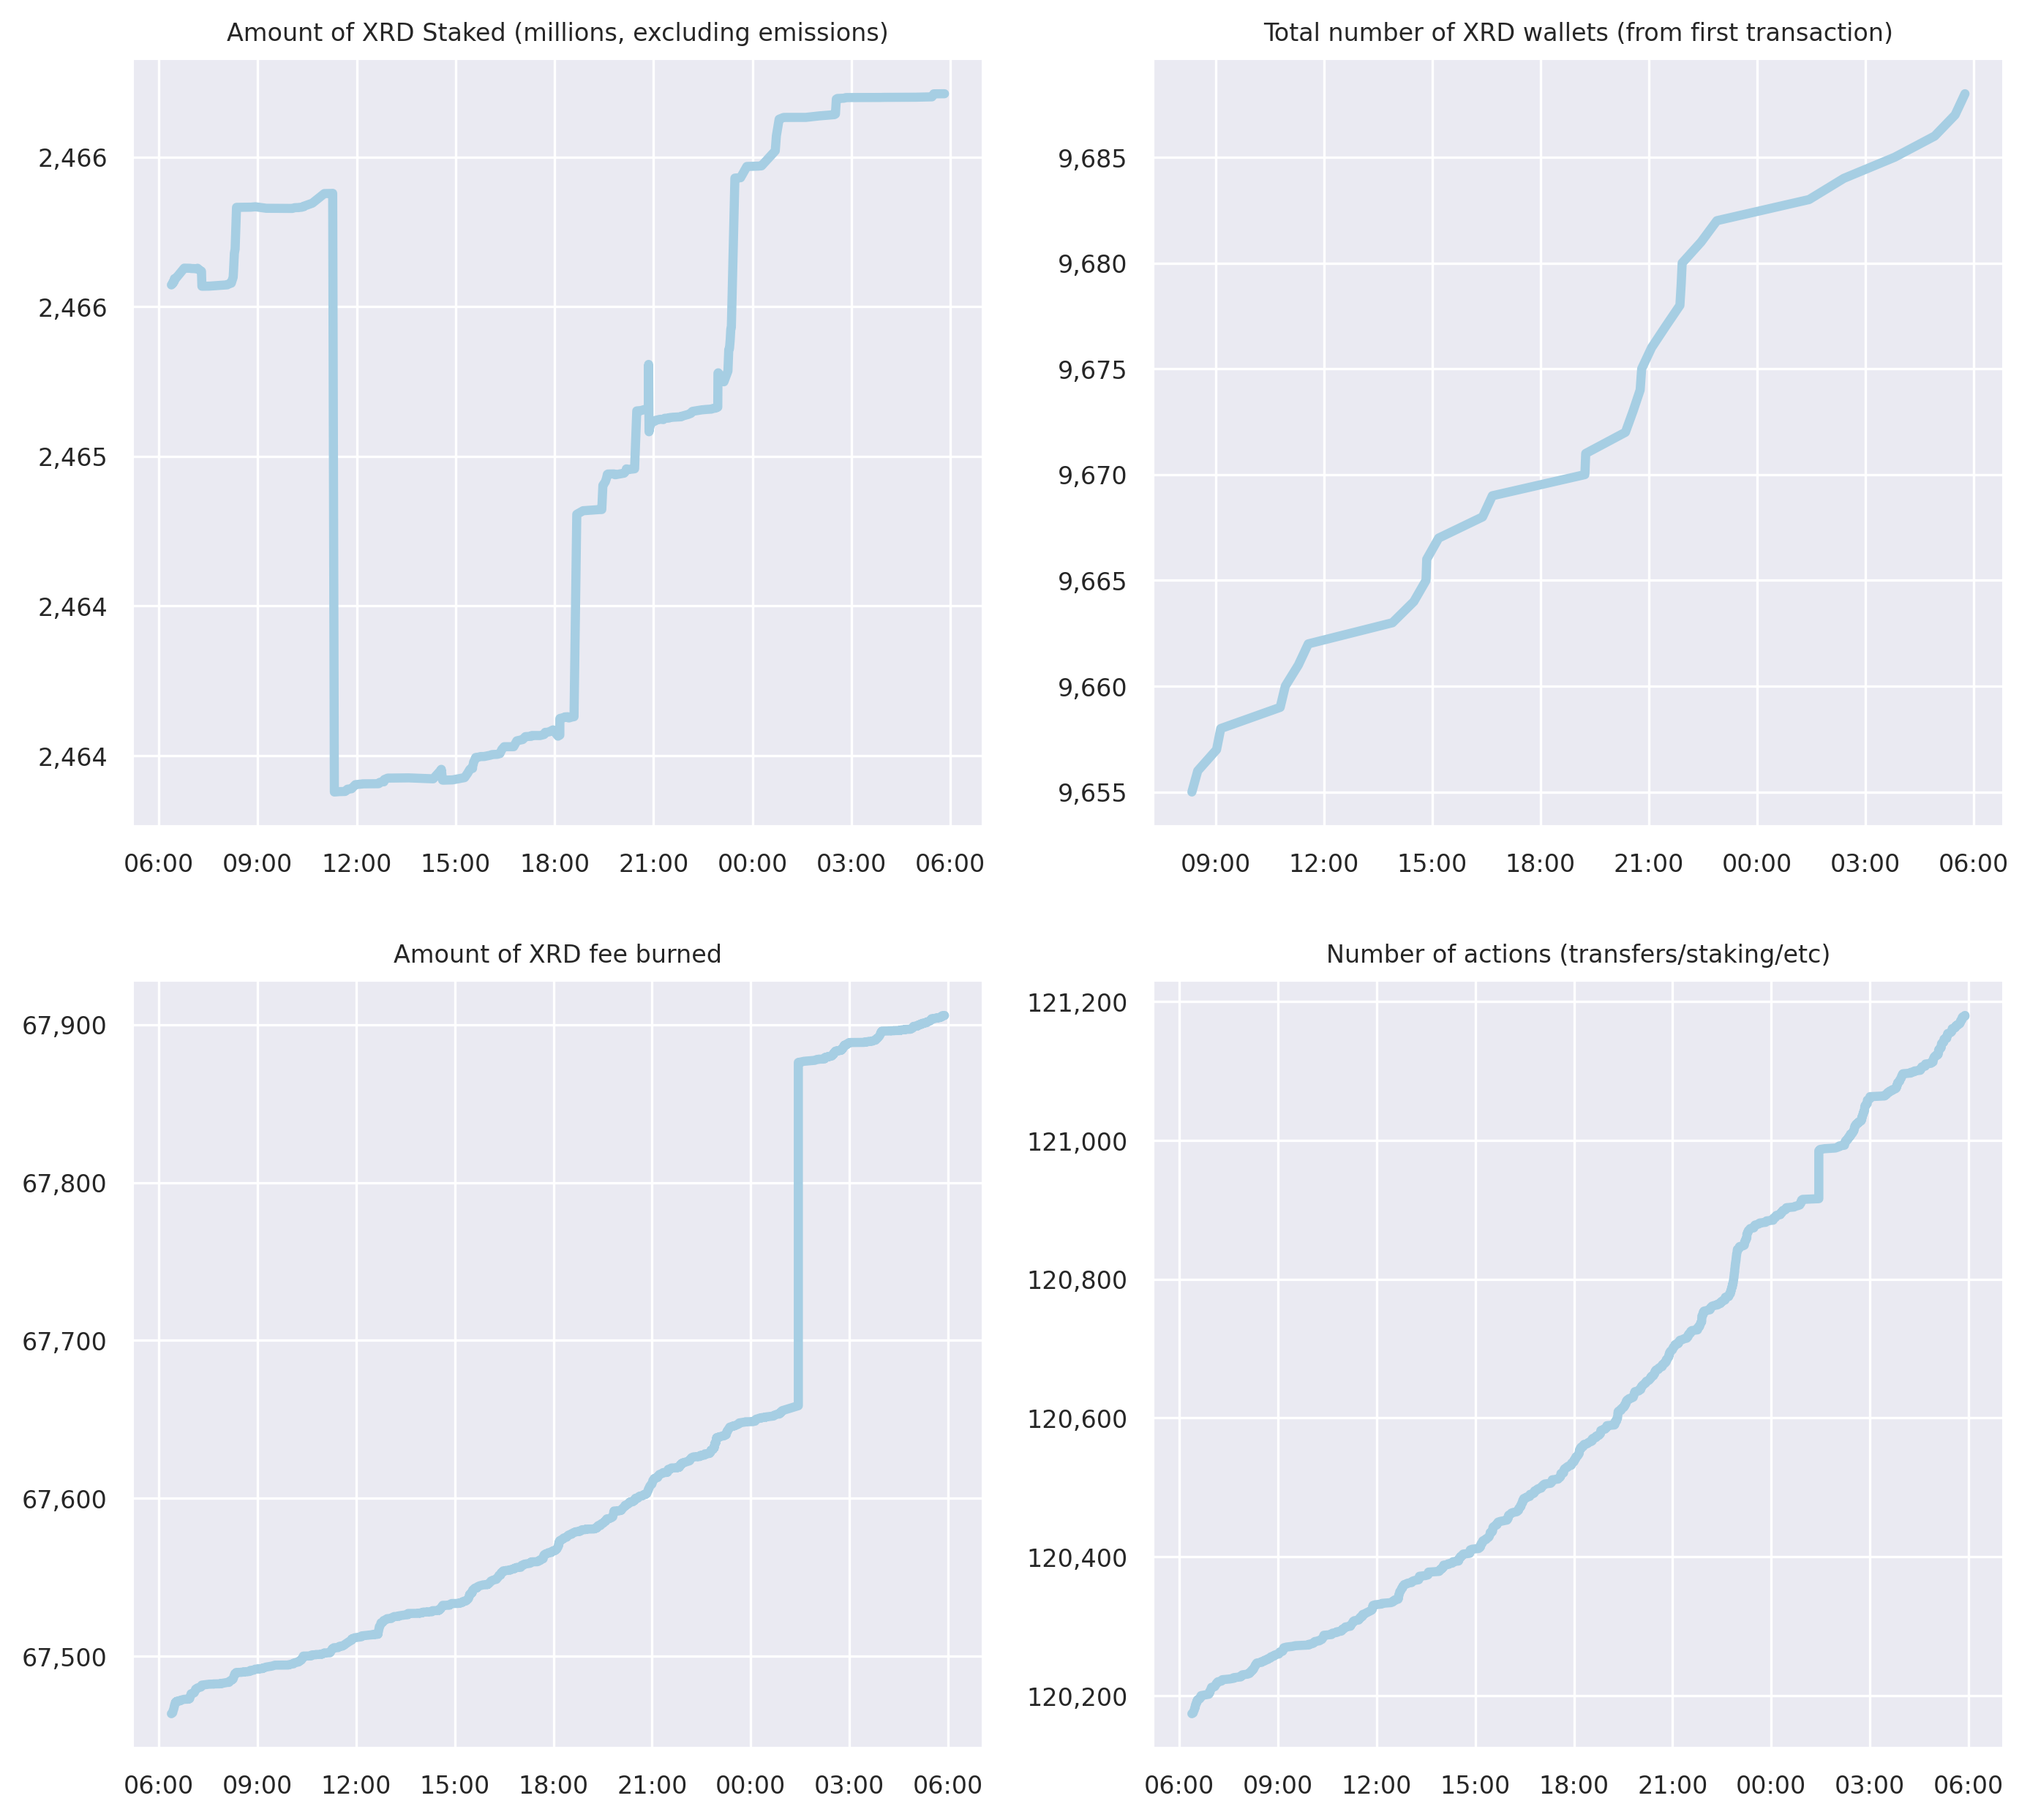 Amount of XRD Staked (millions, excluding emissions)
2,466
2,466
2,465
2,464
2,464
06:00 09:00 12:00 15:00 18:00 21:00 00:00 03:00 06:00
Total number of XRD wallets (from first transaction)
9,685
9,680
9,675
9,670
9,665
9,660
9,655
09:00 12:00 15:00 18:00 21:00 00:00 03:00 06:00
Amount of XRD fee burned
67,900
67,800
67,700
67,600
67,500
06:00 09:00 12:00 15:00 18:00 21:00 00:00 03:00 06:00
Number of actions (transfers/staking/etc)
121,200
121,000
120,800
120,600
120,400
120,200
06:00 09:00 12:00 15:00 18:00 21:00 00:00 03:00 06:00